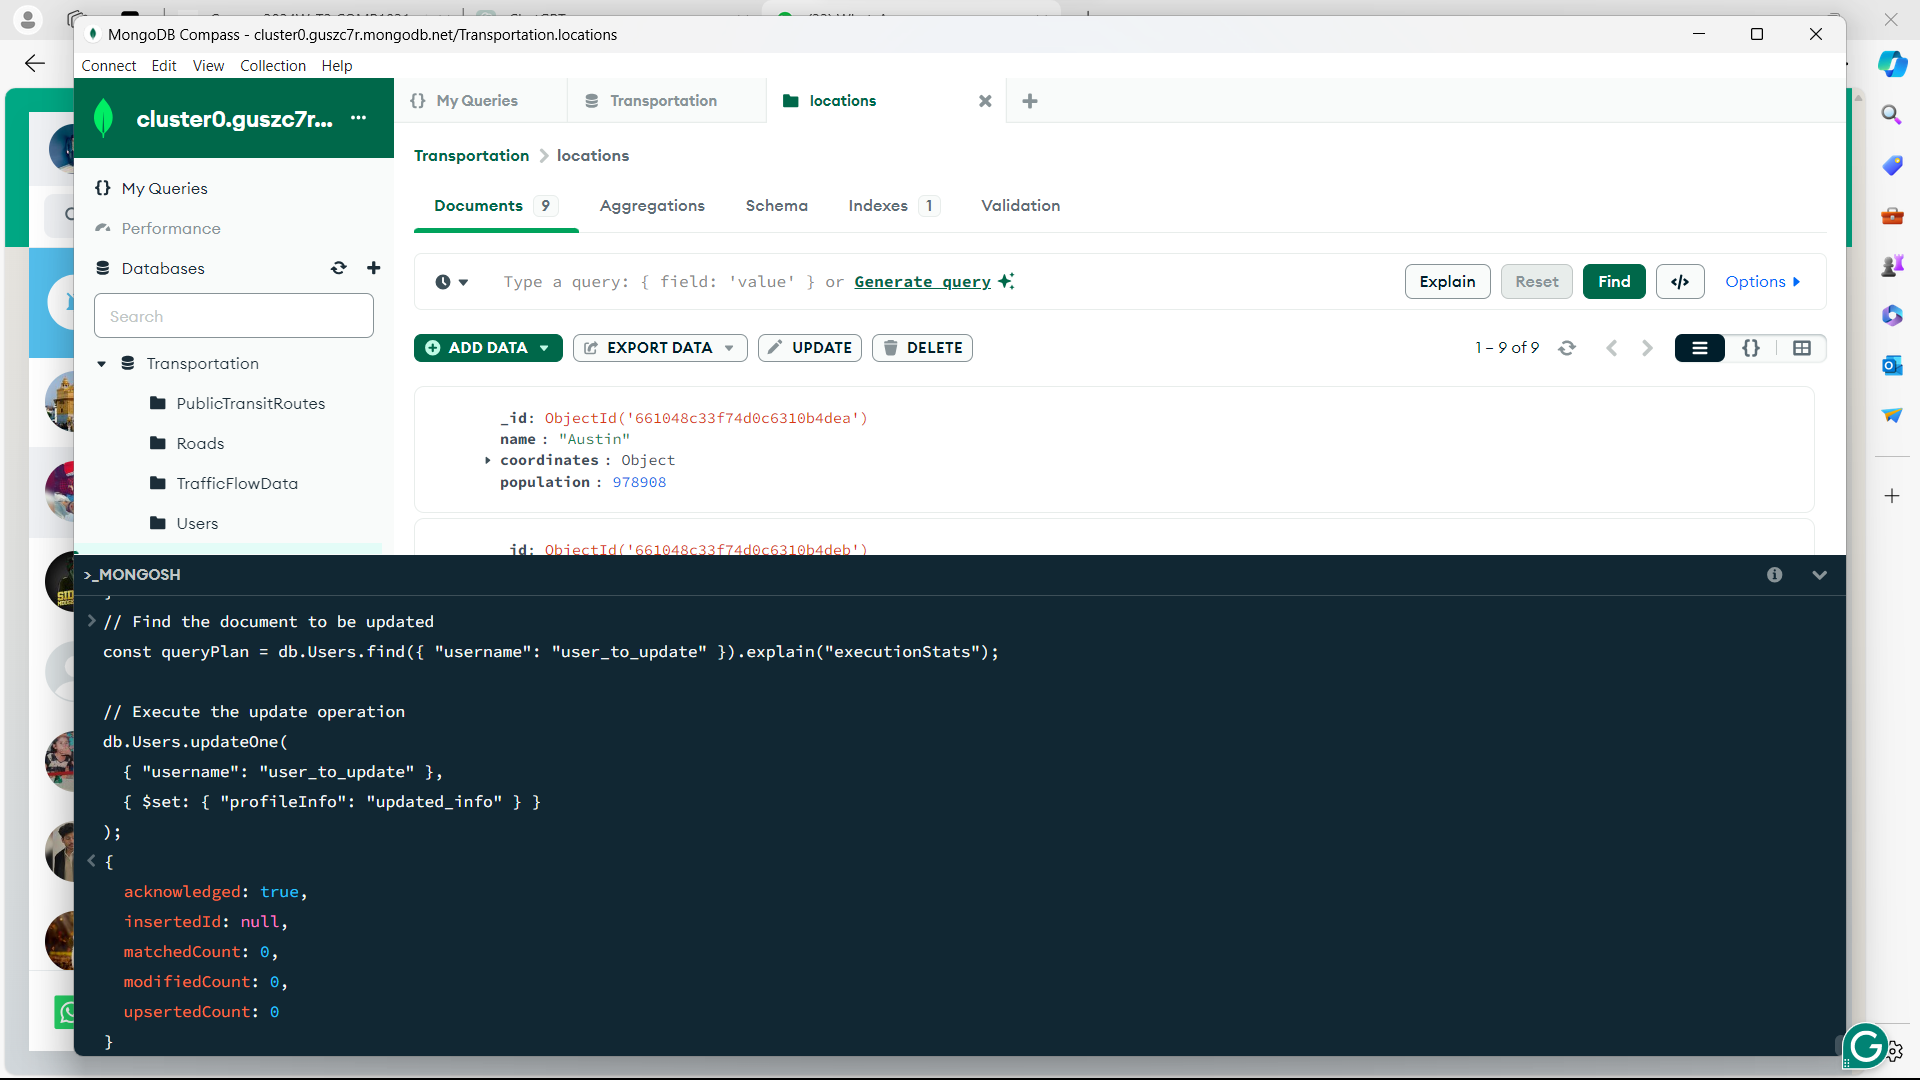 MongoDB Compass - cluster0.guszc7r.mongodb.net/Transportation.locations
Connect Edit View Collection Help
cluster0.guszc7r... ···
{} My Queries
Transportation
locations
Transportation > locations
My Queries
Performance
Databases
Search
Transportation
PublicTransitRoutes
Roads
TrafficFlowData
Users
Documents 9
Aggregations
Schema
Indexes 1
Validation
Type a query: { field: 'value' } or Generate query
Explain
Reset
Find
</>
Options
ADD DATA
EXPORT DATA
UPDATE
DELETE
1 – 9 of 9
{}
_id: ObjectId('661048c33f74d0c6310b4dea')
name : "Austin"
coordinates : Object
population : 978908
_id: ObjectId('661048c33f74d0c6310b4deb')
>_MONGOSH
> // Find the document to be updated
const queryPlan = db.Users.find({ "username": "user_to_update" }).explain("executionStats");
// Execute the update operation
db.Users.updateOne(
{ "username": "user_to_update" },
{ $set: { "profileInfo": "updated_info" } }
);
< {
acknowledged: true,
insertedId: null,
matchedCount: 0,
modifiedCount: 0,
upsertedCount: 0
}